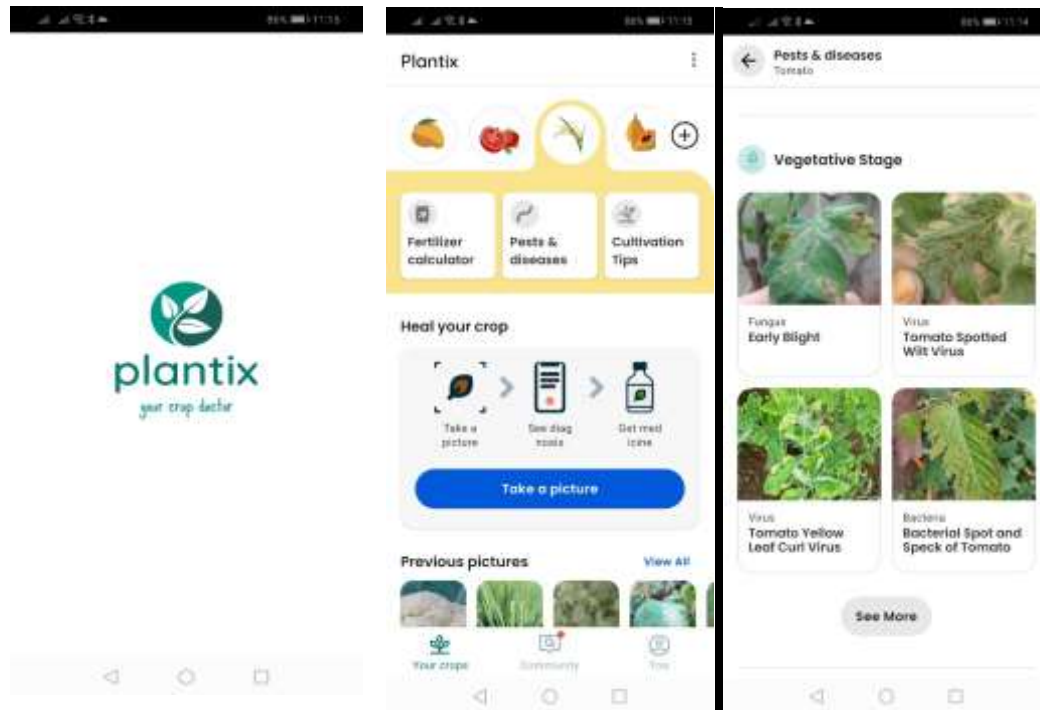 plantix
your crop doctor
Plantix
Fertilizer
calculator
Pests &
diseases
Cultivation
Tips
Heal your crop
Take a
picture
See diag
nosis
Get med
icine
Take a picture
Previous pictures
View All
Your crops
Community
You
Pests & diseases
Tomato
Vegetative Stage
Fungus
Early Blight
Virus
Tomato Spotted
Wilt Virus
Virus
Tomato Yellow
Leaf Curl Virus
Bacteria
Bacterial Spot and
Speck of Tomato
See More